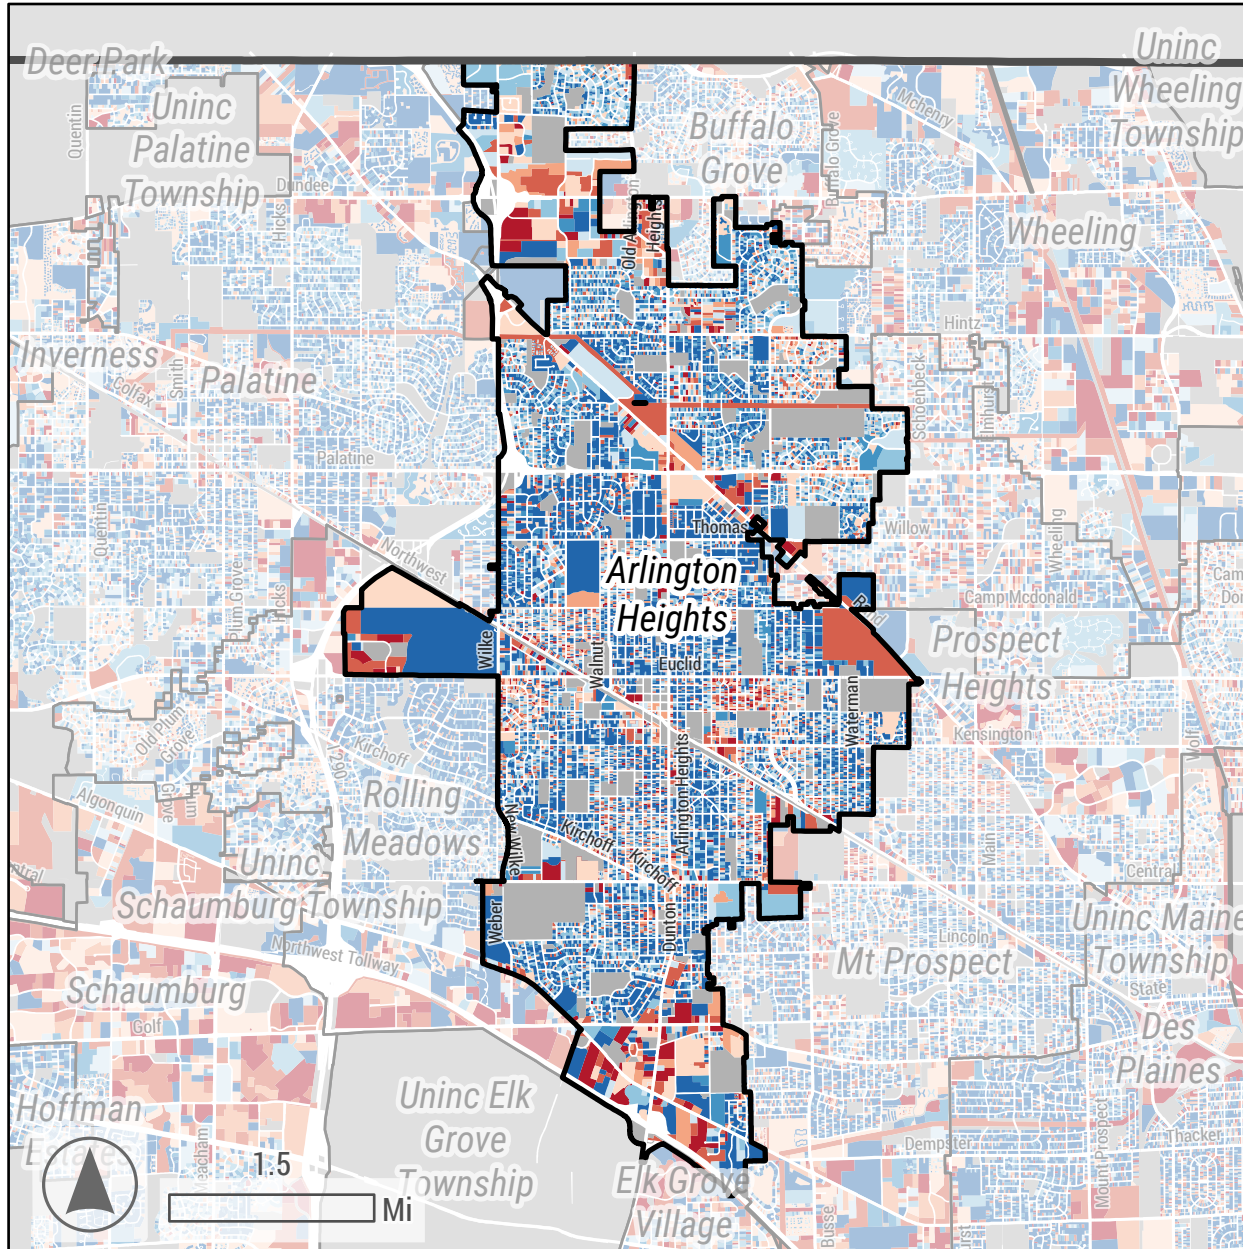 Deer Park
Uninc
Wheeling
Township
Quentin
Uninc
Palatine
Township
Mchenry
Buffalo
Grove
Buffalo Grove
Dundee
Hicks
Old Arlington
Heights
Wheeling
Hintz
Inverness
Smith
Colfax
Palatine
Schoenbeck
Elmhurst
Palatine
Quentin
Thomas
Willow
Wheeling
Northwest
Arlington
Heights
Plum Grove
Hicks
Camp Mcdonald
Rand
Wilke
Walnut
Euclid
Prospect
Heights
Waterman
Old Plum
Grove
Kensington
Wolf
I-290
Kirchoff
Algonquin
Rolling
Meadows
Arlington Heights
New Wilke
Kirchoff
Kirchoff
Main
Central
Uninc
Schaumburg Township
Weber
Dunton
Uninc Maine
Township
Northwest Tollway
Lincoln
Mt Prospect
State
Schaumburg
Golf
Des
Plaines
Uninc Elk
Grove
Township
Hoffman
Estates
Meacham
Mount Prospect
Dempster
Thacker
1.5
Mi
Elk Grove
Village
Busse